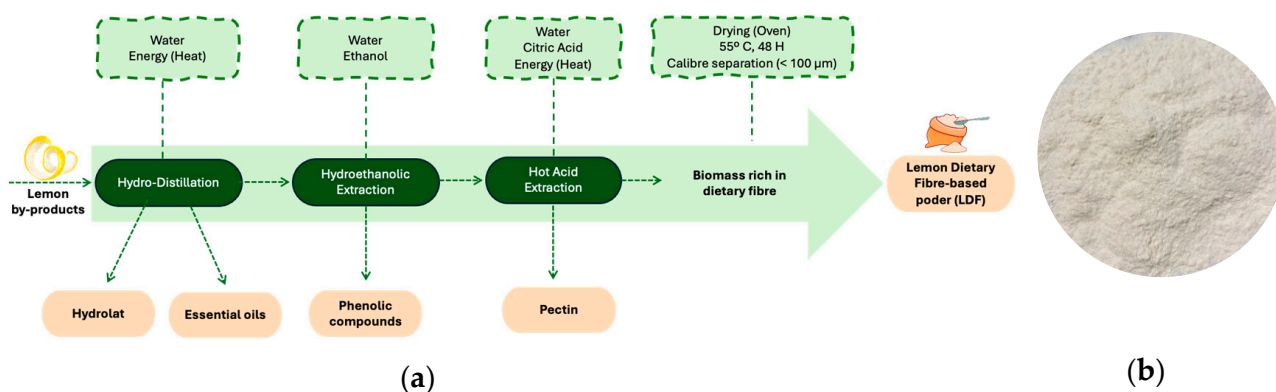 Water
Energy (Heat)
Water
Ethanol
Water
Citric Acid
Energy (Heat)
Drying (Oven)
55º C, 48 H
Calibre separation (< 100 µm)
Lemon
by-products
Hydro-Distillation
Hydroethanolic
Extraction
Hot Acid
Extraction
Biomass rich in
dietary fibre
Lemon Dietary
Fibre-based
poder (LDF)
Hydrolat
Essential oils
Phenolic
compounds
Pectin
(a)
(b)